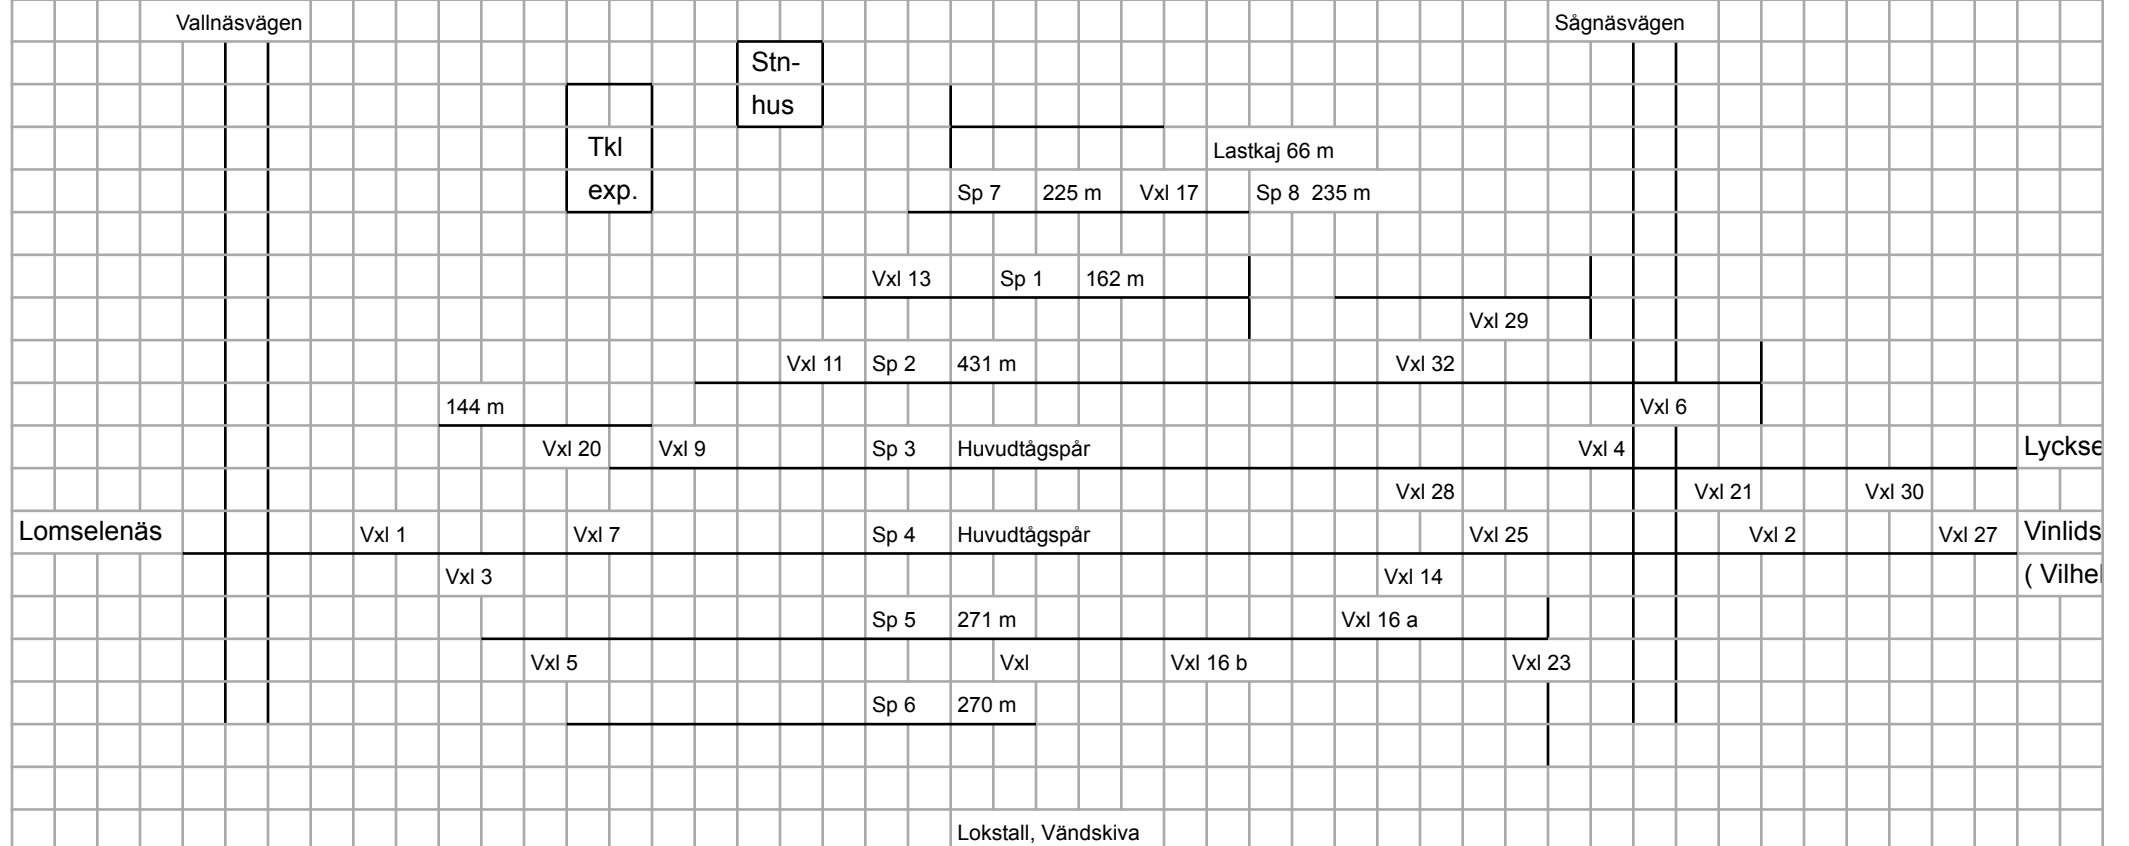 Vallnäsvägen Sågnäsvägen
Stn-
hus
Tkl Lastkaj 66 m
exp. Sp 7 225 m Vxl 17 Sp 8 235 m
Vxl 13 Sp 1 162 m
Vxl 29
Vxl 11 Sp 2 431 m Vxl 32
144 m Vxl 6
Vxl 20 Vxl 9 Sp 3 Huvudtågspår Vxl 4 Lyckse
Vxl 28 Vxl 21 Vxl 30
Lomselenäs Vxl 1 Vxl 7 Sp 4 Huvudtågspår Vxl 25 Vxl 2 Vxl 27 Vinlids
Vxl 3 Vxl 14 ( Vilhel
Sp 5 271 m Vxl 16 a
Vxl 5 Vxl Vxl 16 b Vxl 23
Sp 6 270 m
Lokstall, Vändskiva